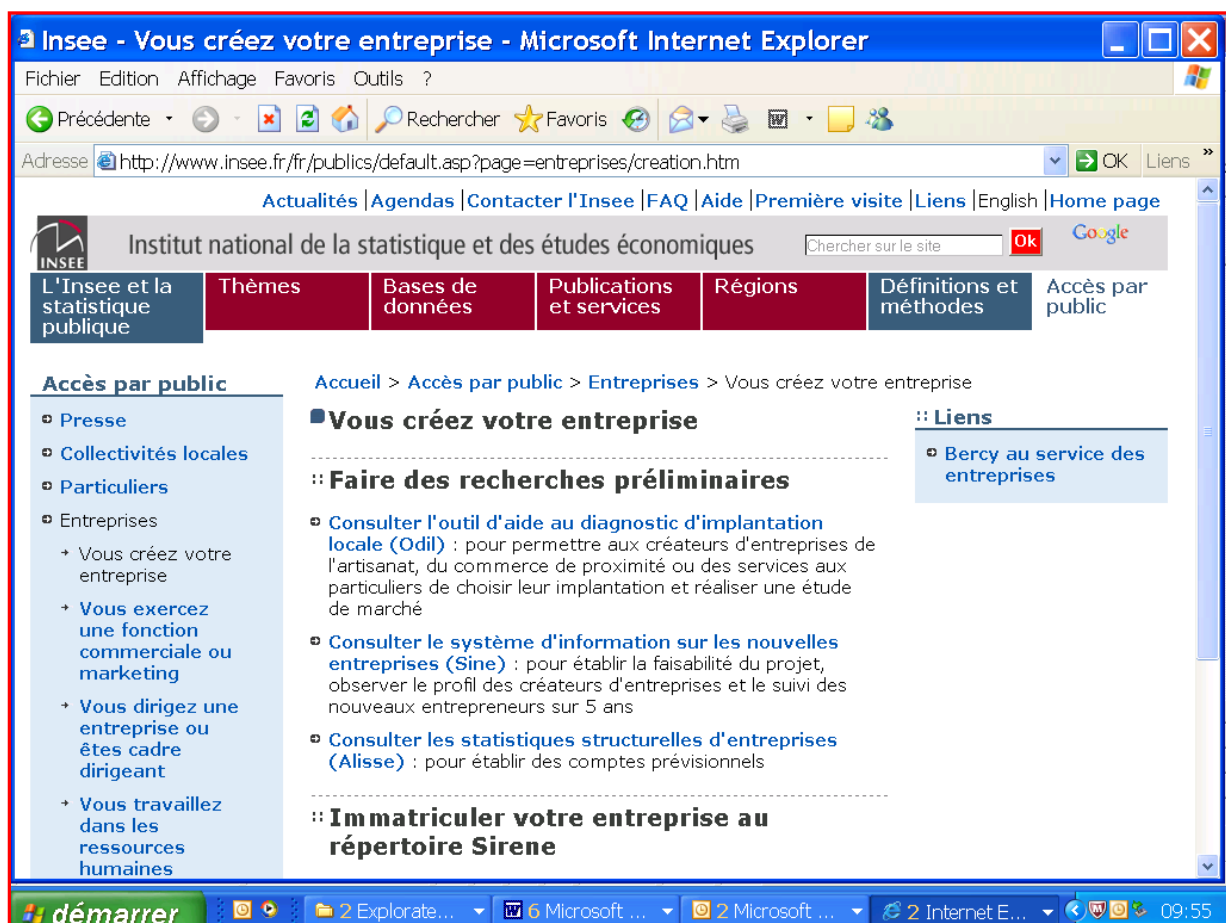 Insee - Vous créez votre entreprise - Microsoft Internet Explorer
Fichier Edition Affichage Favoris Outils ?
Précédente Rechercher Favoris
Adresse http://www.insee.fr/fr/publics/default.asp?page=entreprises/creation.htm OK Liens »
Actualités |Agendas |Contacter l'Insee |FAQ |Aide |Première visite |Liens |English |Home page
INSEE Institut national de la statistique et des études économiques Chercher sur le site Ok Google
L'Insee et la statistique publique
Thèmes
Bases de données
Publications et services
Régions
Définitions et méthodes
Accès par public
Accès par public
Presse
Collectivités locales
Particuliers
Entreprises
Vous créez votre
entreprise
Vous exercez
une fonction
commerciale ou
marketing
Vous dirigez une
entreprise ou
êtes cadre
dirigeant
Vous travaillez
dans les
ressources
humaines
Accueil > Accès par public > Entreprises > Vous créez votre entreprise
Vous créez votre entreprise
Faire des recherches préliminaires
Consulter l'outil d'aide au diagnostic d'implantation
locale (Odil) : pour permettre aux créateurs d'entreprises de
l'artisanat, du commerce de proximité ou des services aux
particuliers de choisir leur implantation et réaliser une étude
de marché
Consulter le système d'information sur les nouvelles
entreprises (Sine) : pour établir la faisabilité du projet,
observer le profil des créateurs d'entreprises et le suivi des
nouveaux entrepreneurs sur 5 ans
Consulter les statistiques structurelles d'entreprises
(Alisse) : pour établir des comptes prévisionnels
Immatriculer votre entreprise au
répertoire Sirene
Liens
Bercy au service des
entreprises
démarrer 2 Explorate... 6 Microsoft ... 2 Microsoft ... 2 Internet E... 09:55